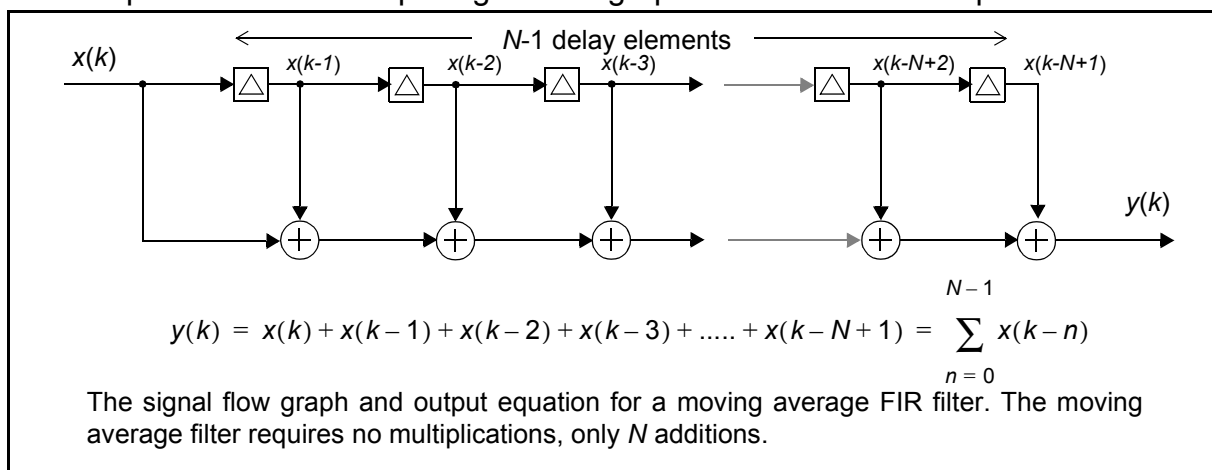 N-1 delay elements
x(k) x(k-1) x(k-2) x(k-3) x(k-N+2) x(k-N+1)
y(k)
y(k) = x(k) + x(k – 1) + x(k – 2) + x(k – 3) + ..... + x(k – N + 1) = ∑ x(k – n)
N – 1
n = 0
The signal flow graph and output equation for a moving average FIR filter. The moving
average filter requires no multiplications, only N additions.